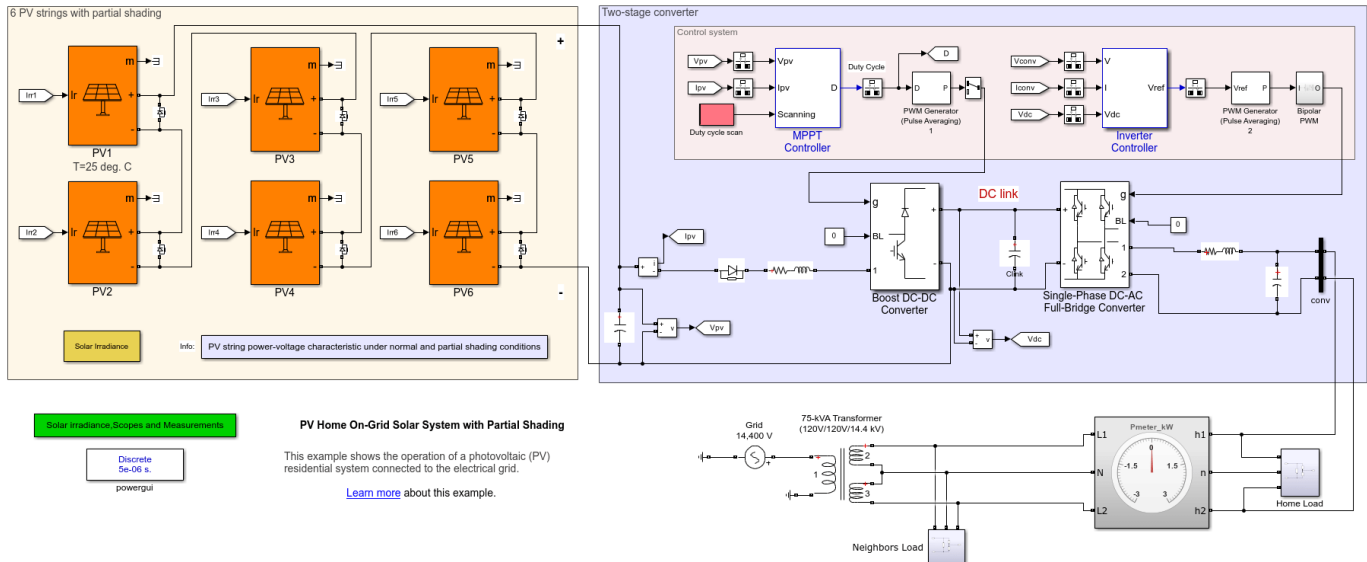 6 PV strings with partial shading
+
m
Irr1
Ir
+
-
PV1
T=25 deg. C
m
Irr3
Ir
+
-
PV3
m
Irr5
Ir
+
-
PV5
m
Irr2
Ir
+
-
PV2
m
Irr4
Ir
+
-
PV4
m
Irr6
Ir
+
-
PV6
-
Solar Irradiance
Info:
PV string power-voltage characteristic under normal and partial shading conditions
Two-stage converter
Control system
Vpv
Ipv
Duty cycle scan
Vpv
Ipv
D
Scanning
MPPT
Controller
Duty Cycle
D
D
P
PWM Generator
(Pulse Averaging)
1
Vconv
Iconv
Vdc
V
I
Vref
Vdc
Inverter
Controller
Vref
P
PWM Generator
(Pulse Averaging)
2
I
O
Bipolar
PWM
Ipv
+
i
-
+
-
v
Vpv
0
g
BL
1
+
-
Boost DC-DC
Converter
DC link
Clink
+
-
v
Vdc
+
-
g
BL
1
2
0
Single-Phase DC-AC
Full-Bridge Converter
conv
Solar irradiance,Scopes and Measurements
Discrete
5e-06 s.
powergui
PV Home On-Grid Solar System with Partial Shading
This example shows the operation of a photovoltaic (PV)
residential system connected to the electrical grid.
Learn more about this example.
Grid
14,400 V
+
75-kVA Transformer
(120V/120V/14.4 kV)
1
2
3
Neighbors Load
Pmeter_kW
L1
N
L2
h1
n
h2
0
-1.5
1.5
-3
3
Home Load